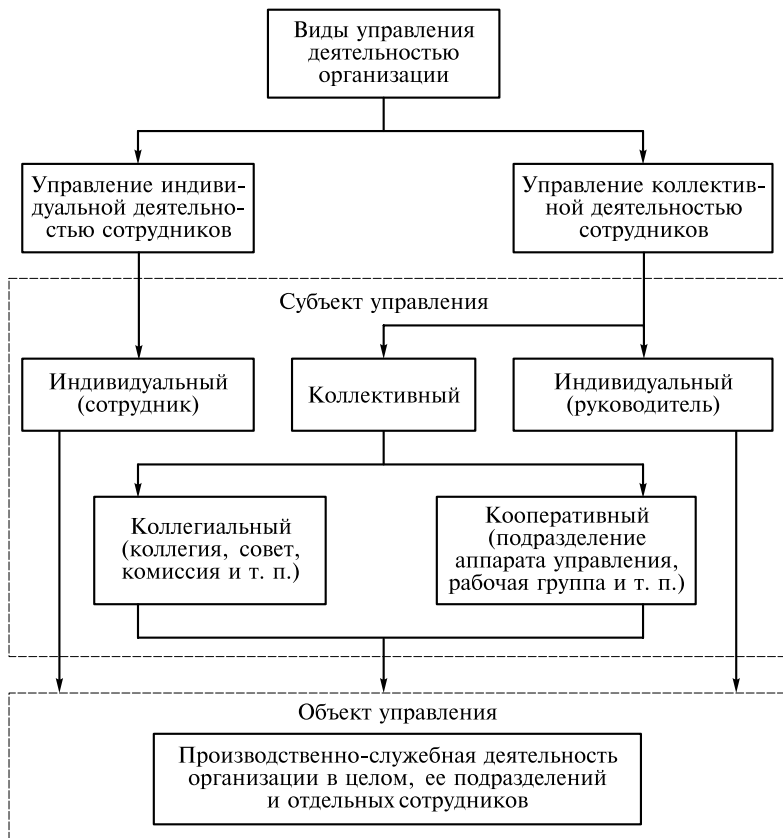 Виды управления
деятельностью
организации
Управление индиви-
дуальной деятельно-
стью сотрудников
Управление коллектив-
ной деятельностью
сотрудников
Субъект управления
Индивидуальный
(сотрудник)
Коллективный
Индивидуальный
(руководитель)
Коллегиальный
(коллегия, совет,
комиссия и т. п.)
Кооперативный
(подразделение
аппарата управления,
рабочая группа и т. п.)
Объект управления
Производственно-служебная деятельность
организации в целом, ее подразделений
и отдельных сотрудников